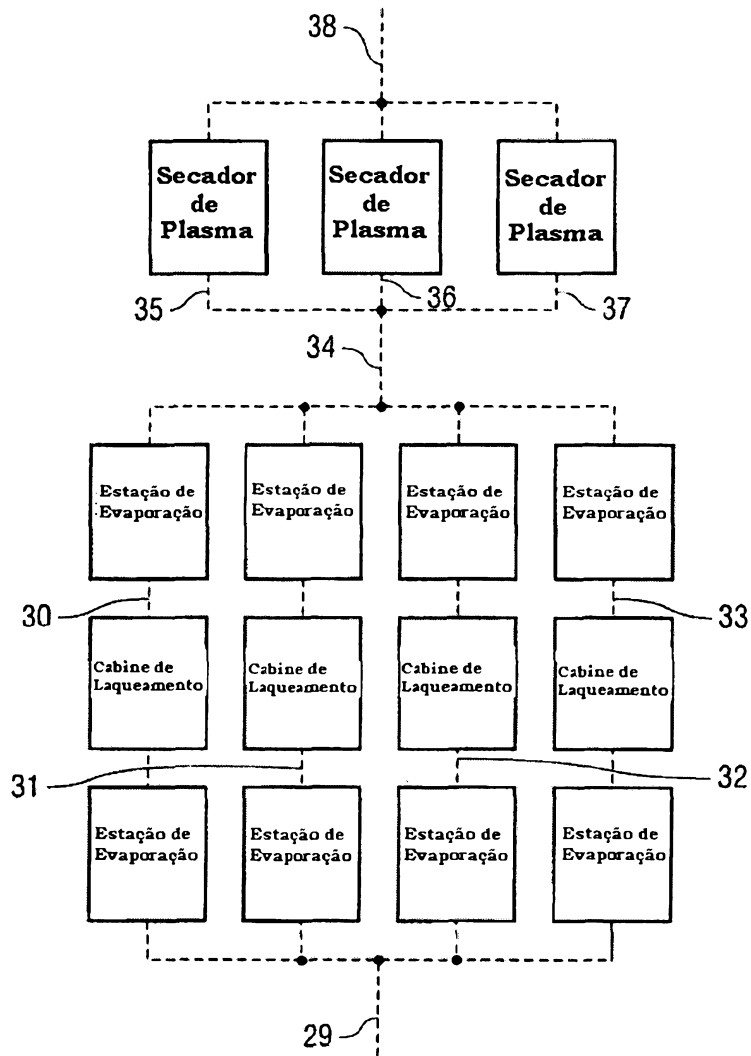 38
Secador de Plasma
Secador de Plasma
Secador de Plasma
35
36
37
34
Estação de
Evaporação
Estação de
Evaporação
Estação de
Evaporação
Estação de
Evaporação
30
33
Cabine de
Laqueamento
Cabine de
Laqueamento
Cabine de
Laqueamento
Cabine de
Laqueamento
31
32
Estação de
Evaporação
Estação de
Evaporação
Estação de
Evaporação
Estação de
Evaporação
29